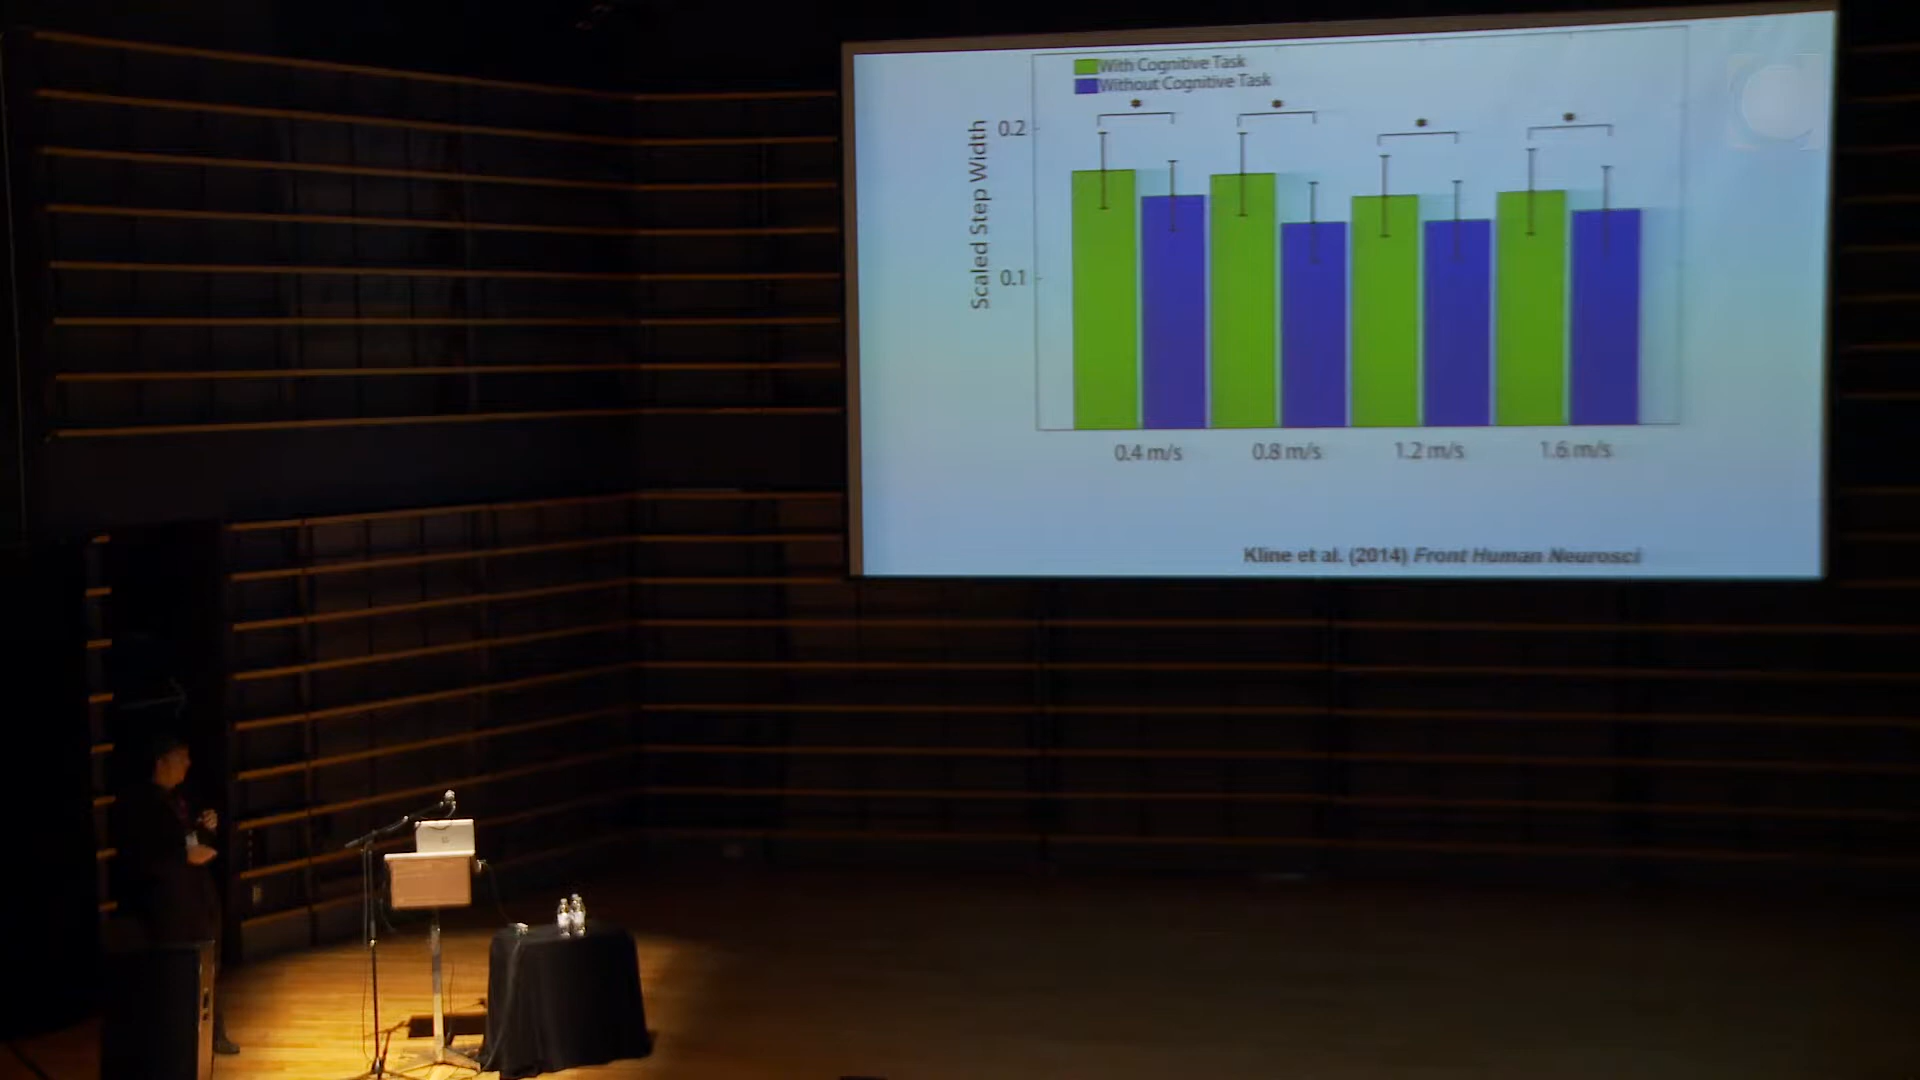 With Cognitive Task
Without Cognitive Task
* * * *
Scaled Step Width
0.2
0.1
0.4 m/s 0.8 m/s 1.2 m/s 1.6 m/s
Kline et al. (2014) Front Human Neurosci